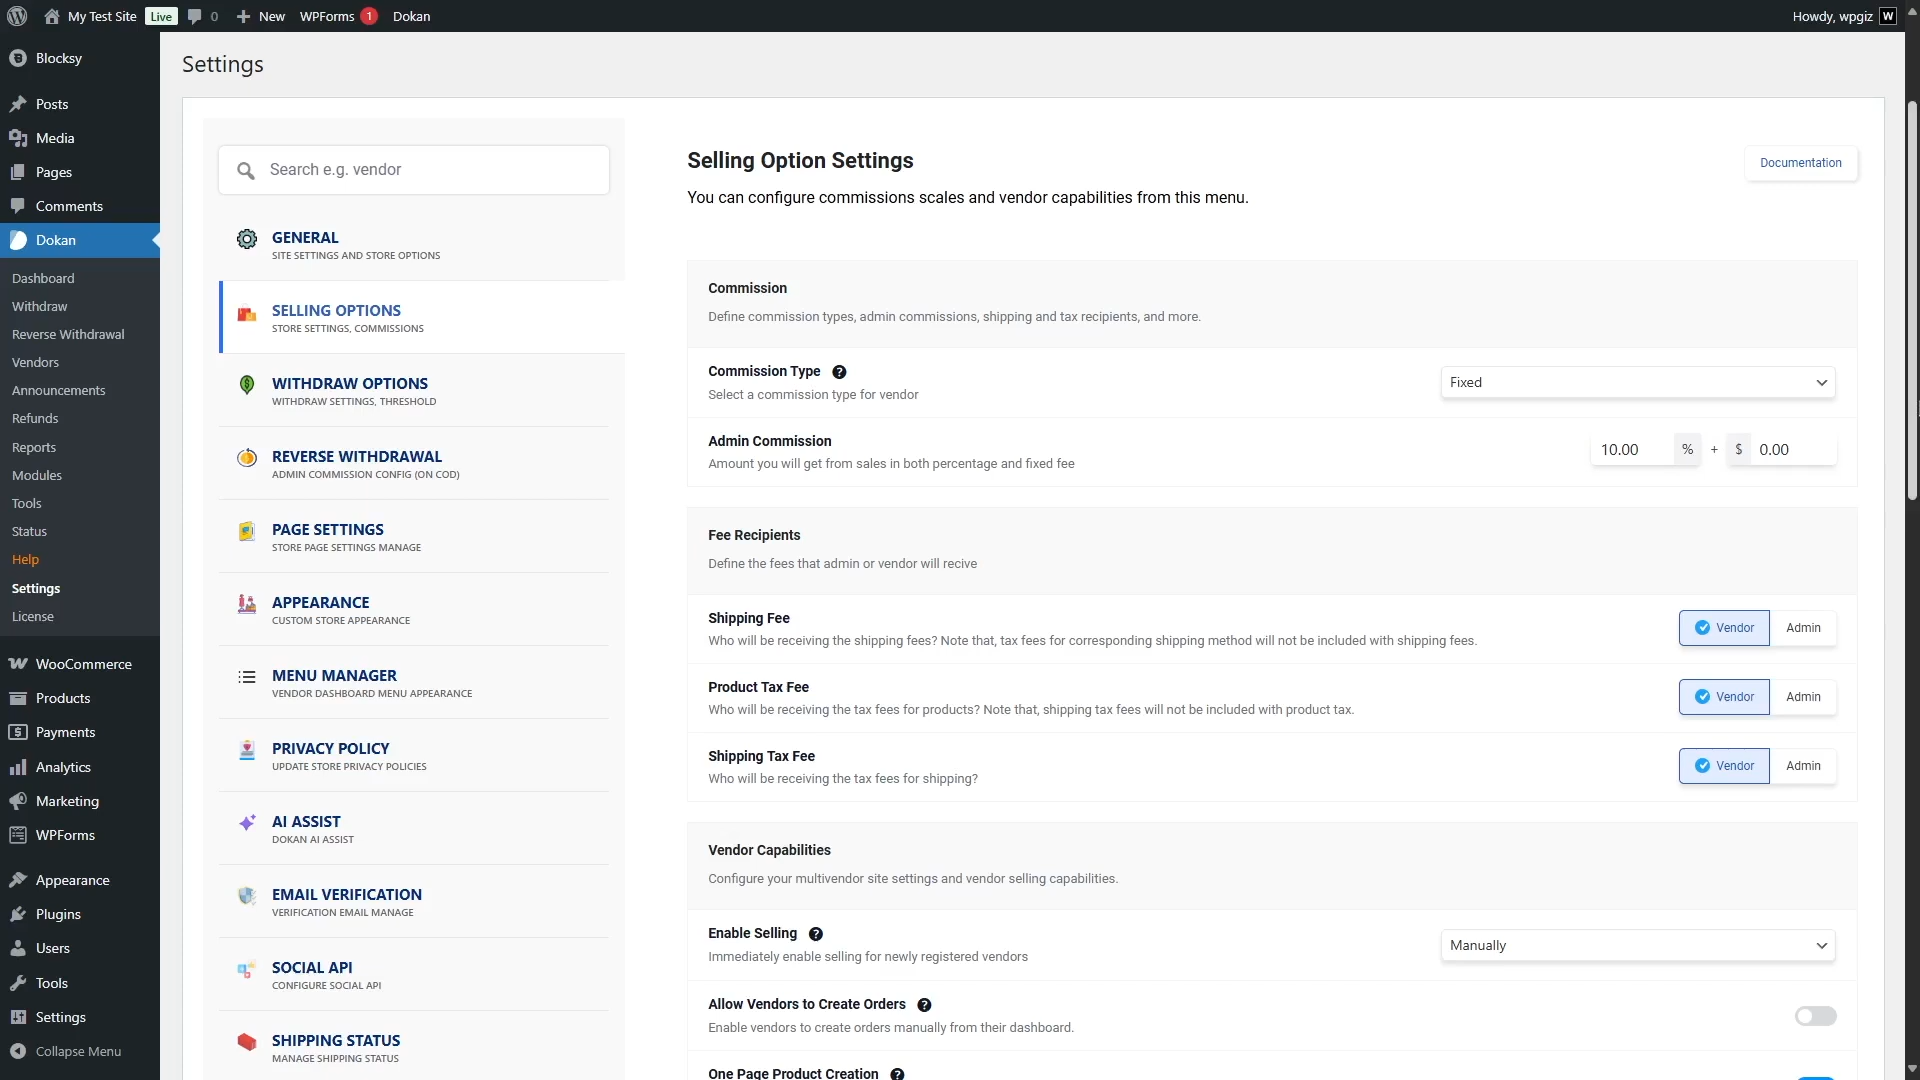 My Test Site Live 0 New WPForms 1 Dokan
Howdy, wpgiz W
Blocksy
Posts
Media
Pages
Comments
Dokan
Dashboard
Withdraw
Reverse Withdrawal
Vendors
Announcements
Refunds
Reports
Modules
Tools
Status
Help
Settings
License
WooCommerce
Products
Payments
Analytics
Marketing
WPForms
Appearance
Plugins
Users
Tools
Settings
Collapse Menu
Settings
Search e.g. vendor
GENERAL
SITE SETTINGS AND STORE OPTIONS
SELLING OPTIONS
STORE SETTINGS, COMMISSIONS
WITHDRAW OPTIONS
WITHDRAW SETTINGS, THRESHOLD
REVERSE WITHDRAWAL
ADMIN COMMISSION CONFIG (ON COD)
PAGE SETTINGS
STORE PAGE SETTINGS MANAGE
APPEARANCE
CUSTOM STORE APPEARANCE
MENU MANAGER
VENDOR DASHBOARD MENU APPEARANCE
PRIVACY POLICY
UPDATE STORE PRIVACY POLICIES
AI ASSIST
DOKAN AI ASSIST
EMAIL VERIFICATION
VERIFICATION EMAIL MANAGE
SOCIAL API
CONFIGURE SOCIAL API
SHIPPING STATUS
MANAGE SHIPPING STATUS
Selling Option Settings
Documentation
You can configure commissions scales and vendor capabilities from this menu.
Commission
Define commission types, admin commissions, shipping and tax recipients, and more.
Commission Type ?
Select a commission type for vendor
Fixed
Admin Commission
Amount you will get from sales in both percentage and fixed fee
10.00 % + $ 0.00
Fee Recipients
Define the fees that admin or vendor will recive
Shipping Fee
Who will be receiving the shipping fees? Note that, tax fees for corresponding shipping method will not be included with shipping fees.
Vendor Admin
Product Tax Fee
Who will be receiving the tax fees for products? Note that, shipping tax fees will not be included with product tax.
Vendor Admin
Shipping Tax Fee
Who will be receiving the tax fees for shipping?
Vendor Admin
Vendor Capabilities
Configure your multivendor site settings and vendor selling capabilities.
Enable Selling ?
Immediately enable selling for newly registered vendors
Manually
Allow Vendors to Create Orders ?
Enable vendors to create orders manually from their dashboard.
One Page Product Creation ?